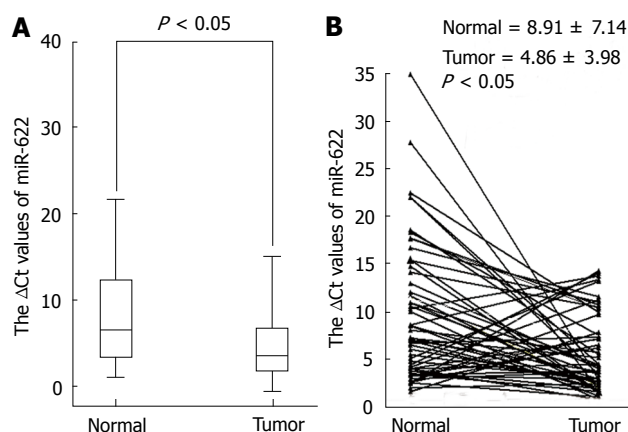 A
P < 0.05
The ΔCt values of miR-622
40
30
20
10
0
Normal Tumor
B
Normal = 8.91 ± 7.14
Tumor = 4.86 ± 3.98
P < 0.05
The ΔCt values of miR-622
35
30
25
20
15
10
5
0
Normal Tumor